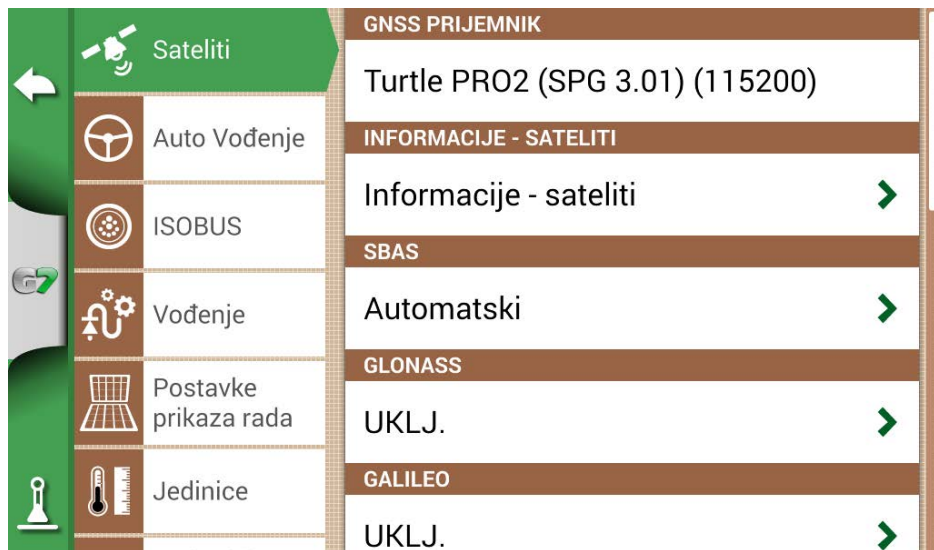 Sateliti
Auto Vođenje
ISOBUS
Vođenje
Postavke
prikaza rada
Jedinice
G7
GNSS PRIJEMNIK
Turtle PRO2 (SPG 3.01) (115200)
INFORMACIJE - SATELITI
Informacije - sateliti
SBAS
Automatski
GLONASS
UKLJ.
GALILEO
UKLJ.